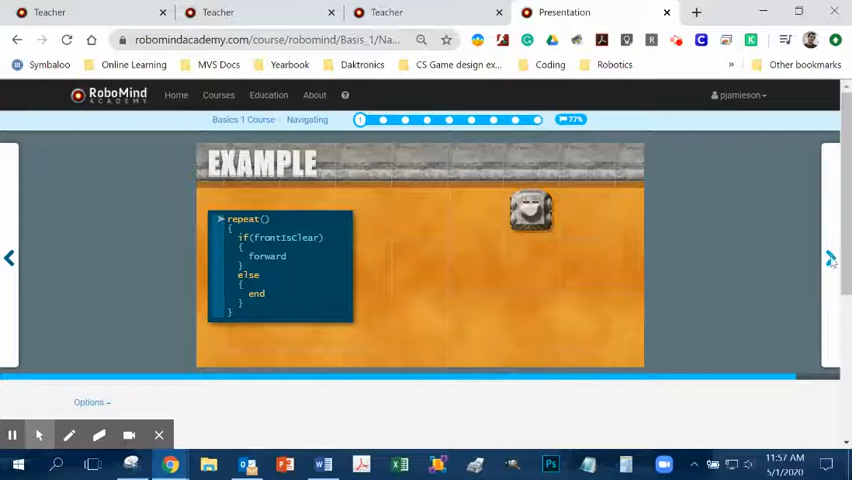 Teacher
Teacher
Teacher
Presentation
robomindacademy.com/course/robomind/Basis_1/Na...
Symbaloo
Online Learning
MVS Docs
Yearbook
Daktronics
CS Game design ex...
Coding
Robotics
»
Other bookmarks
ROBOMIND
ACADEMY
Home
Courses
Education
About
pjamieson
Basics 1 Course
Navigating
1
77%
EXAMPLE
repeat()
{
if(frontIsClear)
{
forward
}
else
{
end
}
}
Options
11:57 AM
5/1/2020